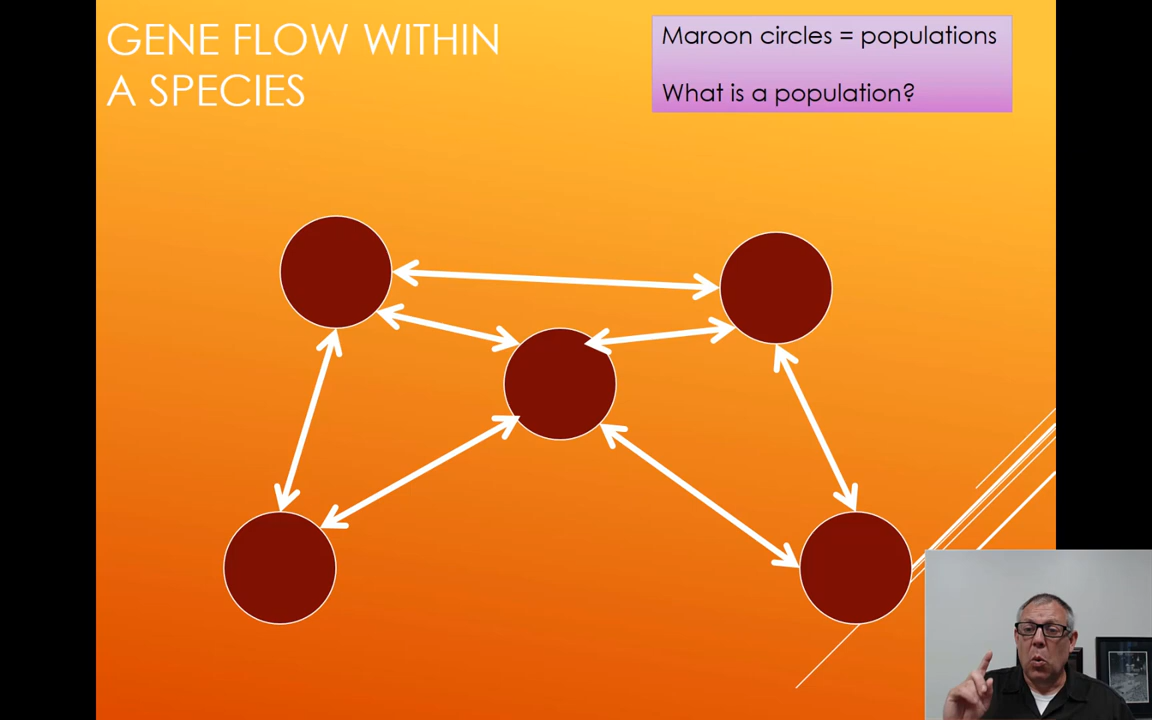 GENE FLOW WITHIN
A SPECIES
Maroon circles = populations
What is a population?